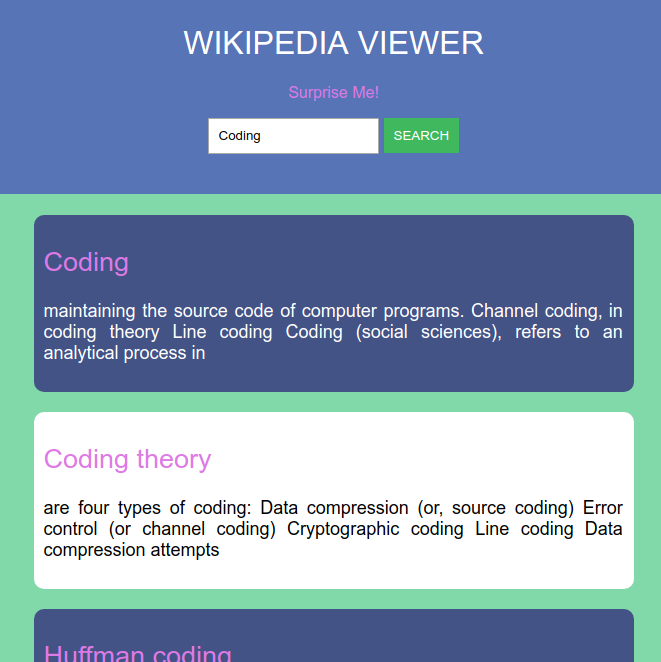 WIKIPEDIA VIEWER
Surprise Me!
Coding SEARCH
Coding
maintaining the source code of computer programs. Channel coding, in
coding theory Line coding Coding (social sciences), refers to an
analytical process in
Coding theory
are four types of coding: Data compression (or, source coding) Error
control (or channel coding) Cryptographic coding Line coding Data
compression attempts
Huffman coding